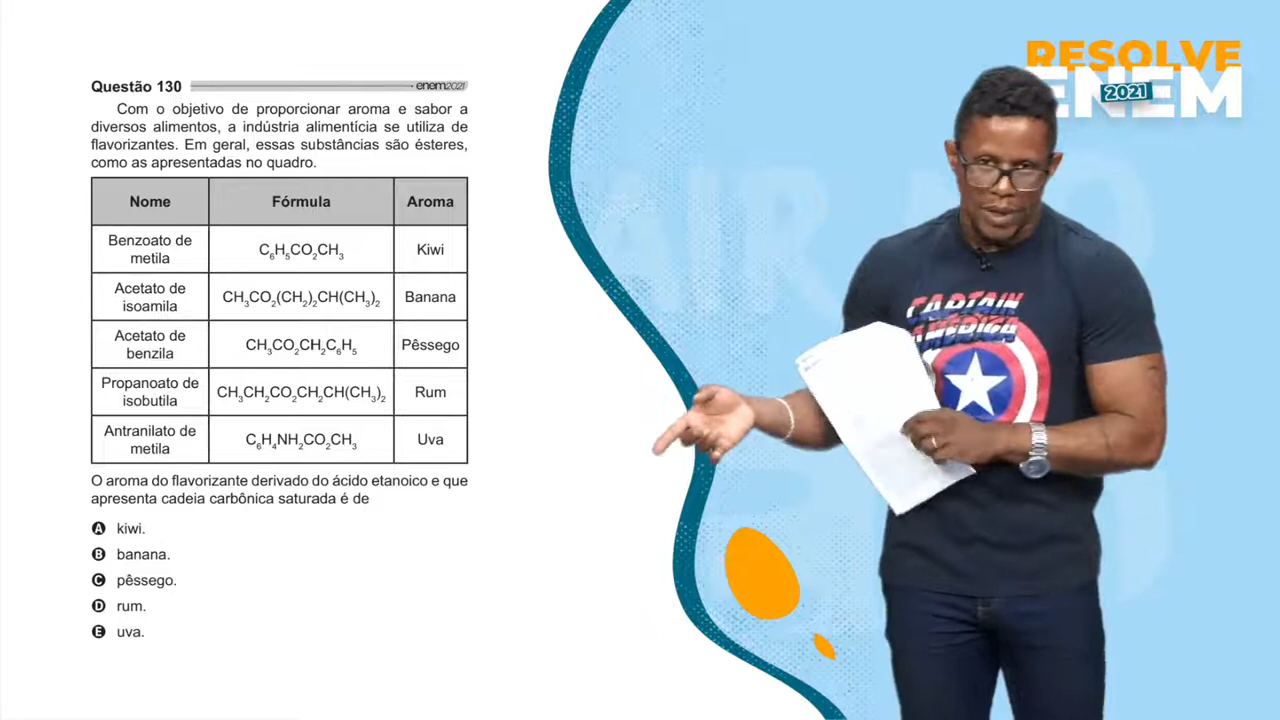 Questão 130
enem2021
Com o objetivo de proporcionar aroma e sabor a
diversos alimentos, a indústria alimentícia se utiliza de
flavorizantes. Em geral, essas substâncias são ésteres,
como as apresentadas no quadro.
Nome Fórmula Aroma
Benzoato de metila C₆H₅CO₂CH₃ Kiwi
Acetato de isoamila CH₃CO₂(CH₂)₂CH(CH₃)₂ Banana
Acetato de benzila CH₃CO₂CH₂C₆H₅ Pêssego
Propanoato de isobutila CH₃CH₂CO₂CH₂CH(CH₃)₂ Rum
Antranilato de metila C₆H₄NH₂CO₂CH₃ Uva
O aroma do flavorizante derivado do ácido etanoico e que
apresenta cadeia carbônica saturada é de
A kiwi.
B banana.
C pêssego.
D rum.
E uva.
RESOLVE
ENEM
2021
CAPTAIN
AMERICA